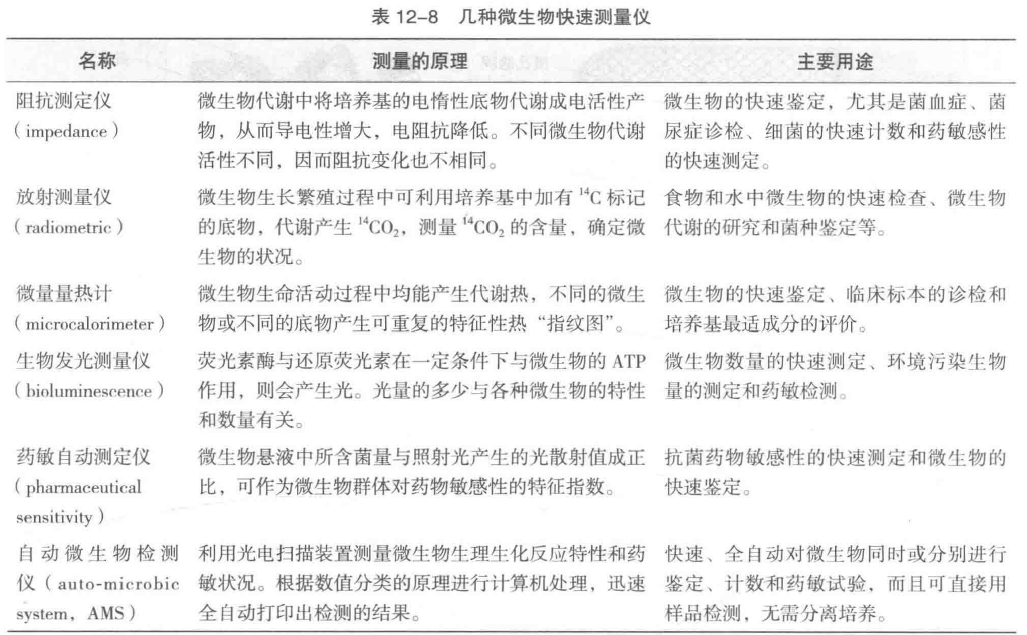 表 12-8 几种微生物快速测量仪
名称 测量的原理 主要用途
阻抗测定仪 微生物代谢中将培养基的电惰性底物代谢成电活性产 微生物的快速鉴定，尤其是菌血症、菌
（impedance） 物，从而导电性增大，电阻抗降低。不同微生物代谢 尿症诊检、细菌的快速计数和药敏感性
活性不同，因而阻抗变化也不相同。 的快速测定。
放射测量仪 微生物生长繁殖过程中可利用培养基中加有 ¹⁴C 标记 食物和水中微生物的快速检查、微生物
（radiometric） 的底物，代谢产生 ¹⁴CO₂，测量 ¹⁴CO₂ 的含量，确定微 代谢的研究和菌种鉴定等。
生物的状况。
微量量热计 微生物生命活动过程中均能产生代谢热，不同的微生 微生物的快速鉴定、临床标本的诊检和
（microcalorimeter） 物或不同的底物产生可重复的特征性热“指纹图”。 培养基最适成分的评价。
生物发光测量仪 荧光素酶与还原荧光素在一定条件下与微生物的 ATP 微生物数量的快速测定、环境污染生物
（bioluminescence） 作用，则会产生光。光量的多少与各种微生物的特性 量的测定和药敏检测。
和数量有关。
药敏自动测定仪 微生物悬液中所含菌量与照射光产生的光散射值成正 抗菌药物敏感性的快速测定和微生物的
（pharmaceutical 比，可作为微生物群体对药物敏感性的特征指数。 快速鉴定。
sensitivity）
自动微生物检测 利用光电扫描装置测量微生物生理生化反应特性和药 快速、全自动对微生物同时或分别进行
仪（auto-microbic 敏状况。根据数值分类的原理进行计算机处理，迅速 鉴定、计数和药敏试验，而且可直接用
system，AMS） 全自动打印出检测的结果。 样品检测，无需分离培养。